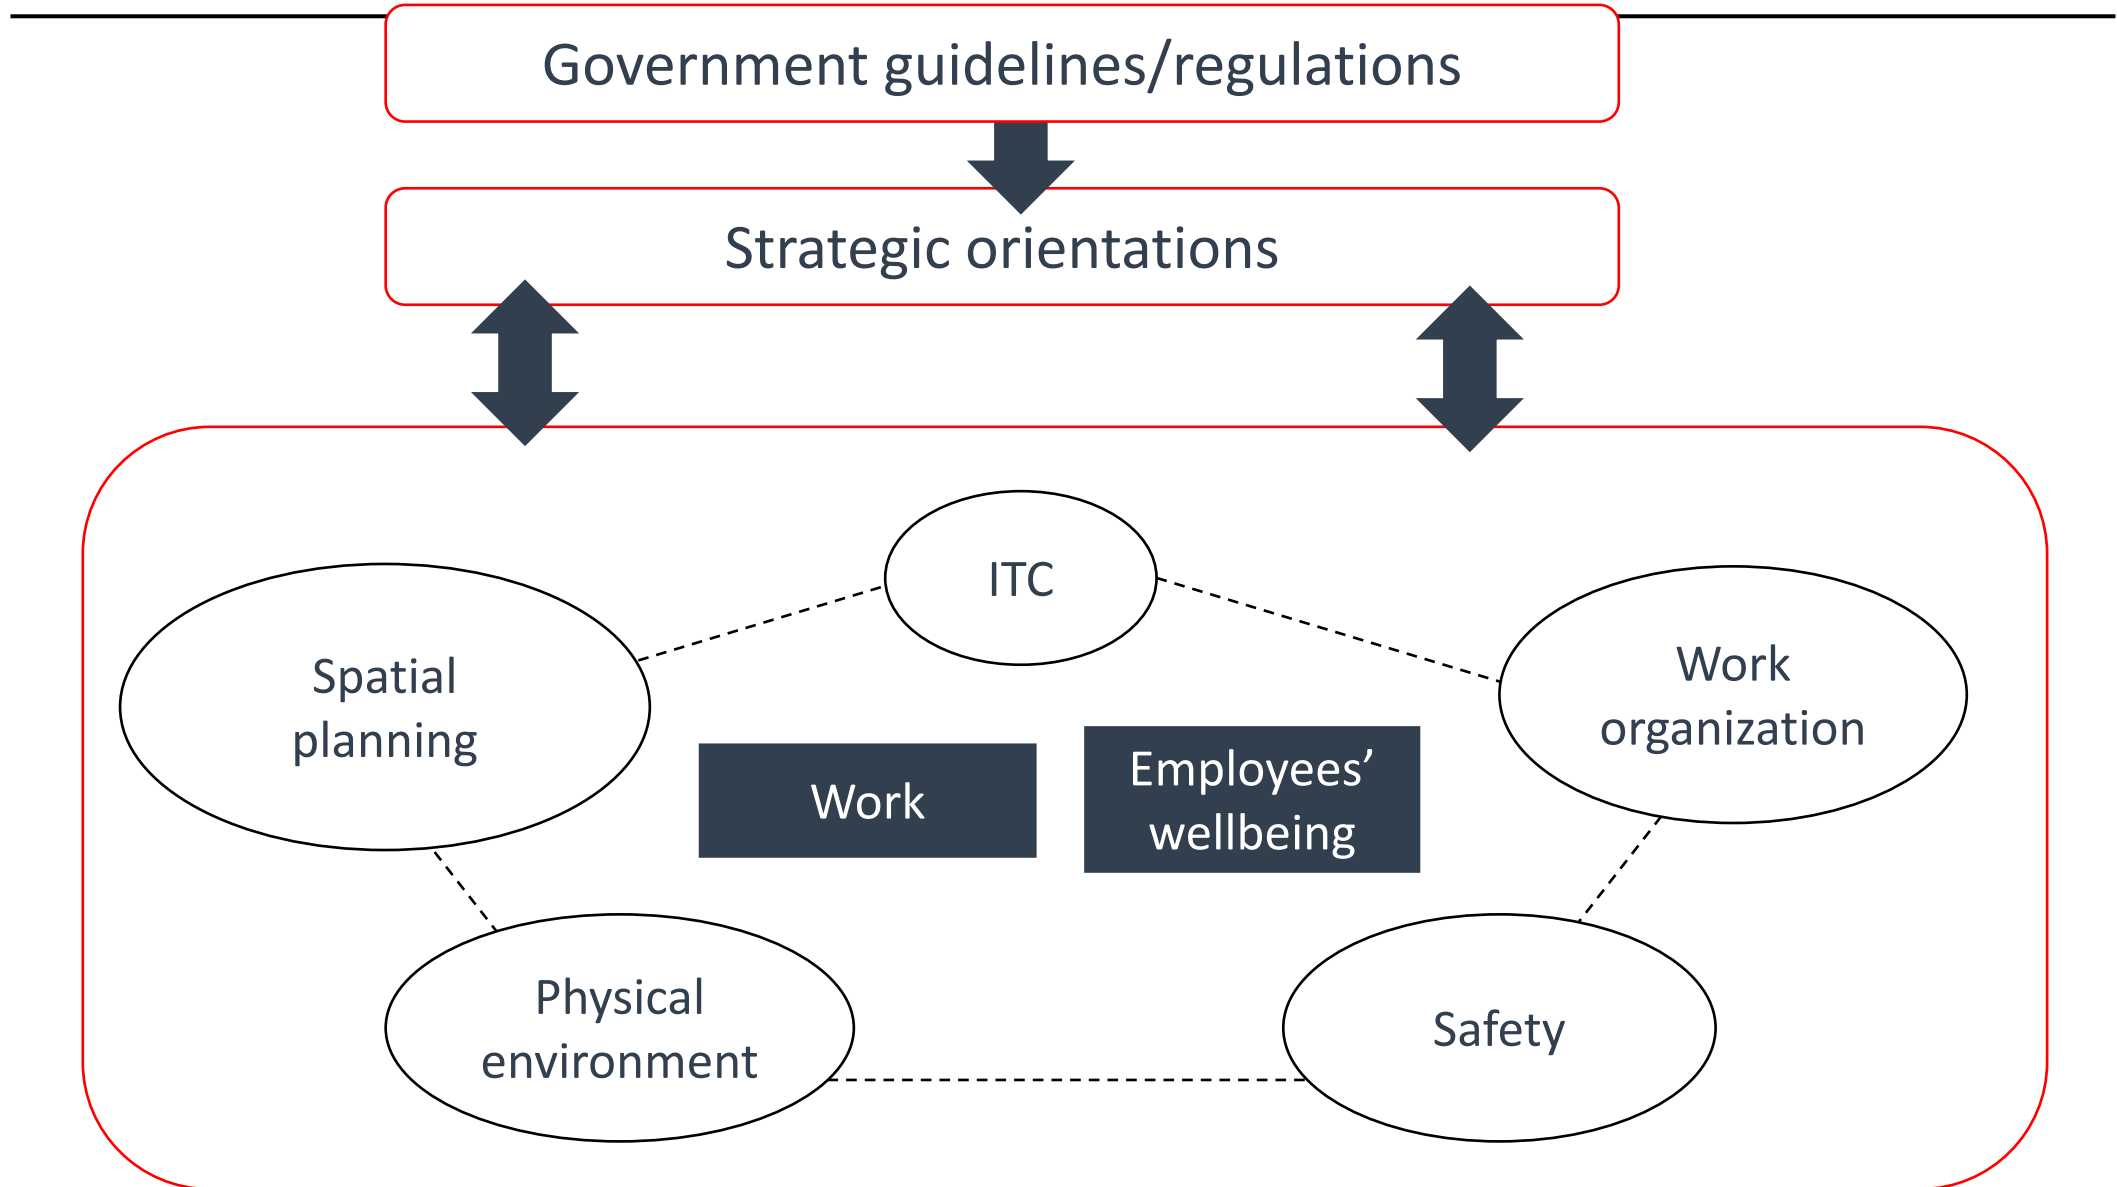 Government guidelines/regulations
Strategic orientations
ITC
Spatial
planning
Work
organization
Work
Employees’
wellbeing
Physical
environment
Safety